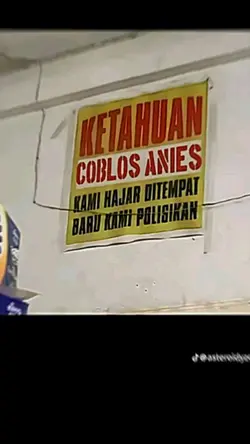 KETAHUAN
COBLOS ANIES
KAMI HAJAR DITEMPAT
BARU KAMI POLISIKAN